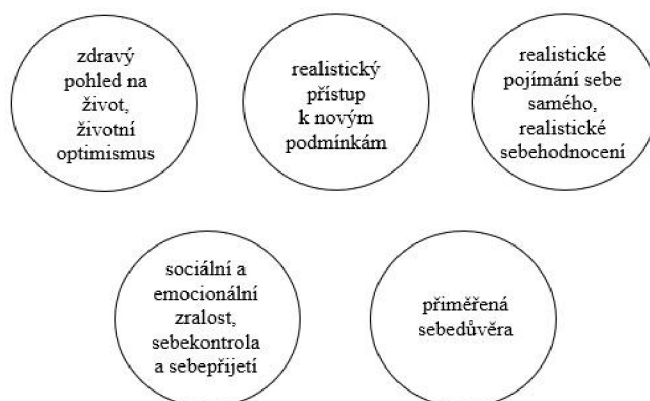 zdravý
pohled na
život,
životní
optimismus
realistický
přístup
k novým
podmínkám
realistické
pojímání sebe
samého,
realistické
sebehodnocení
sociální a
emocionální
zralost,
sebekontrola
a sebepřijetí
přiměřená
sebedůvěra